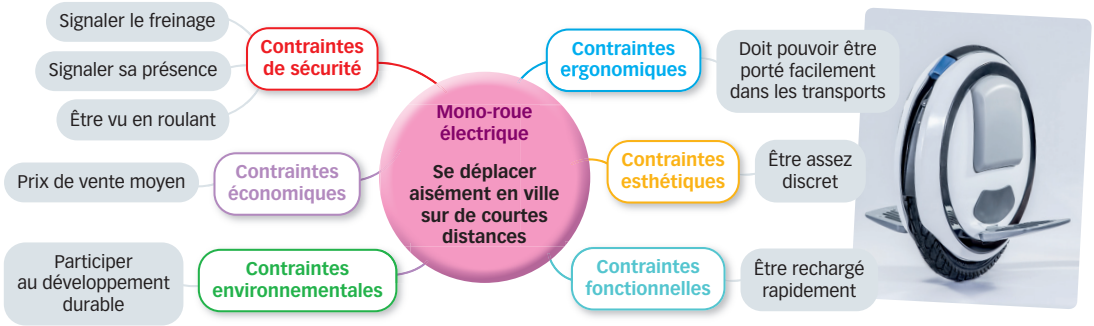 Signaler le freinage
Signaler sa présence
Être vu en roulant
Contraintes
de sécurité
Prix de vente moyen
Contraintes
économiques
Participer
au développement
durable
Contraintes
environnementales
Mono-roue
électrique
Se déplacer
aisément en ville
sur de courtes
distances
Contraintes
ergonomiques
Doit pouvoir être
porté facilement
dans les transports
Contraintes
esthétiques
Être assez
discret
Contraintes
fonctionnelles
Être rechargé
rapidement